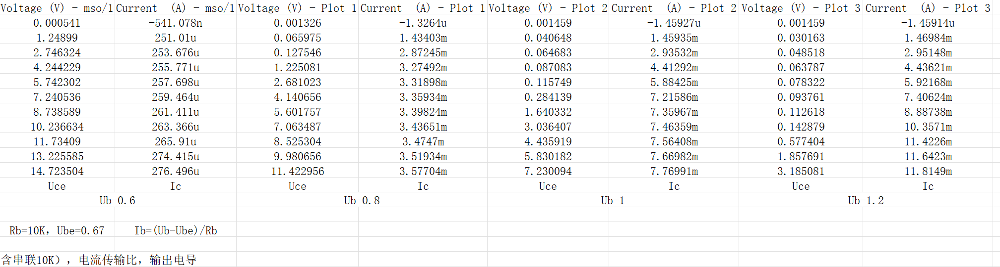 Voltage (V) - mso/1 Current  (A) - mso/1 Voltage (V) - Plot 1 Current  (A) - Plot 1 Voltage (V) - Plot 2 Current  (A) - Plot 2 Voltage (V) - Plot 3 Current  (A) - Plot 3
0.000541 -541.078n 0.001326 -1.3264u 0.001459 -1.45927u 0.001459 -1.45914u
1.24899 251.01u 0.065975 1.43403m 0.040648 1.45935m 0.030163 1.46984m
2.746324 253.676u 0.127546 2.87245m 0.064683 2.93532m 0.048518 2.95148m
4.244229 255.771u 1.225081 3.27492m 0.087083 4.41292m 0.063787 4.43621m
5.742302 257.698u 2.681023 3.31898m 0.115749 5.88425m 0.078322 5.92168m
7.240536 259.464u 4.140656 3.35934m 0.284139 7.21586m 0.093761 7.40624m
8.738589 261.411u 5.601757 3.39824m 1.640332 7.35967m 0.112618 8.88738m
10.236634 263.366u 7.063487 3.43651m 3.036407 7.46359m 0.142879 10.3571m
11.73409 265.91u 8.525304 3.4747m 4.435919 7.56408m 0.577404 11.4226m
13.225585 274.415u 9.980656 3.51934m 5.830182 7.66982m 1.857691 11.6423m
14.723504 276.496u 11.422956 3.57704m 7.230094 7.76991m 3.185081 11.8149m
Uce Ic Uce Ic Uce Ic Uce Ic
Ub=0.6 Ub=0.8 Ub=1 Ub=1.2
Rb=10K，Ube=0.67 Ib=(Ub-Ube)/Rb
含串联10K），电流传输比，输出电导